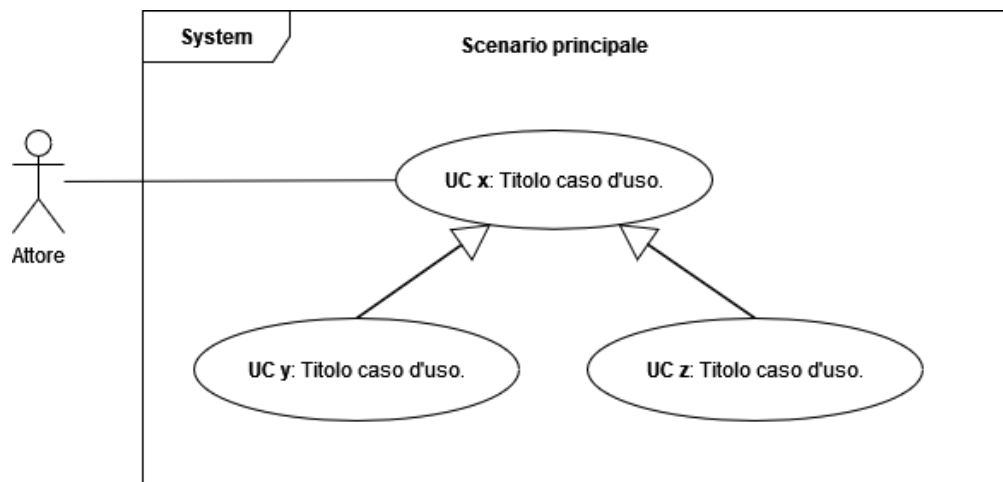 System
Scenario principale
UC x: Titolo caso d'uso.
Attore
UC y: Titolo caso d'uso.
UC z: Titolo caso d'uso.